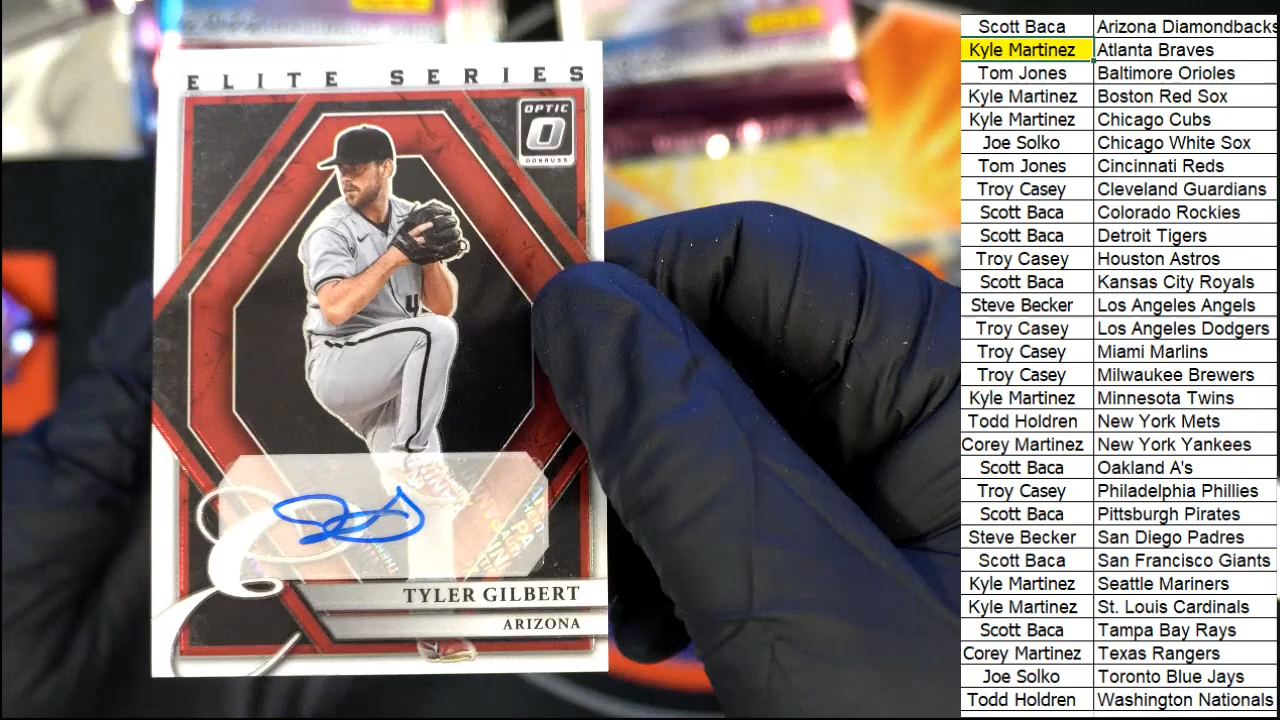 ELITE SERIES
OPTIC
DONRUSS
4
TYLER GILBERT
ARIZONA
Scott Baca Arizona Diamondbacks
Kyle Martinez Atlanta Braves
Tom Jones Baltimore Orioles
Kyle Martinez Boston Red Sox
Kyle Martinez Chicago Cubs
Joe Solko Chicago White Sox
Tom Jones Cincinnati Reds
Troy Casey Cleveland Guardians
Scott Baca Colorado Rockies
Scott Baca Detroit Tigers
Troy Casey Houston Astros
Scott Baca Kansas City Royals
Steve Becker Los Angeles Angels
Troy Casey Los Angeles Dodgers
Troy Casey Miami Marlins
Troy Casey Milwaukee Brewers
Kyle Martinez Minnesota Twins
Todd Holdren New York Mets
Corey Martinez New York Yankees
Scott Baca Oakland A's
Troy Casey Philadelphia Phillies
Scott Baca Pittsburgh Pirates
Steve Becker San Diego Padres
Scott Baca San Francisco Giants
Kyle Martinez Seattle Mariners
Kyle Martinez St. Louis Cardinals
Scott Baca Tampa Bay Rays
Corey Martinez Texas Rangers
Joe Solko Toronto Blue Jays
Todd Holdren Washington Nationals